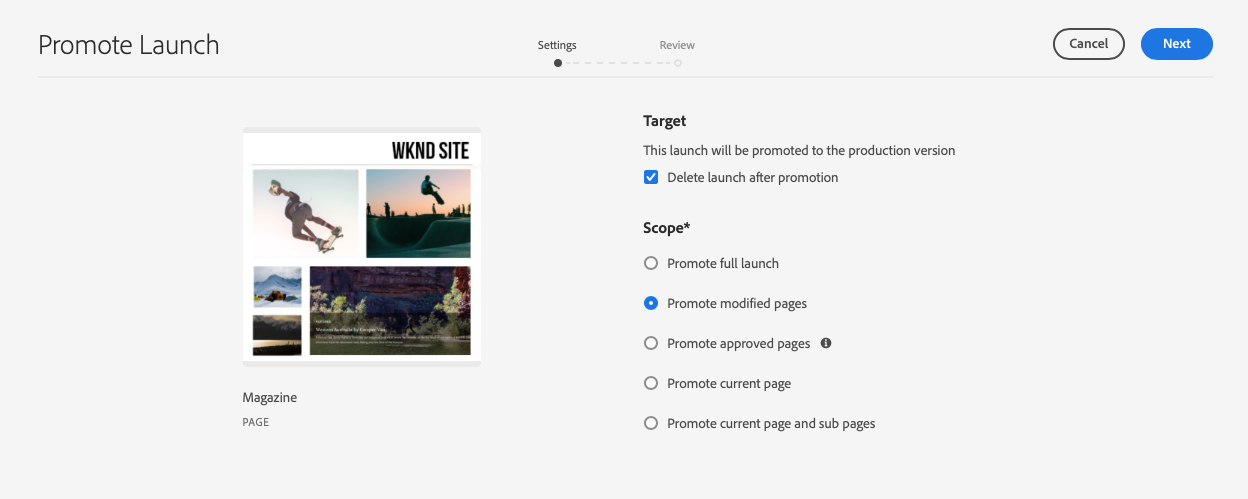 Promote Launch
Settings
Review
Cancel
Next
WKND SITE
Magazine
PAGE
Target
This launch will be promoted to the production version
Delete launch after promotion
Scope*
Promote full launch
Promote modified pages
Promote approved pages
Promote current page
Promote current page and sub pages